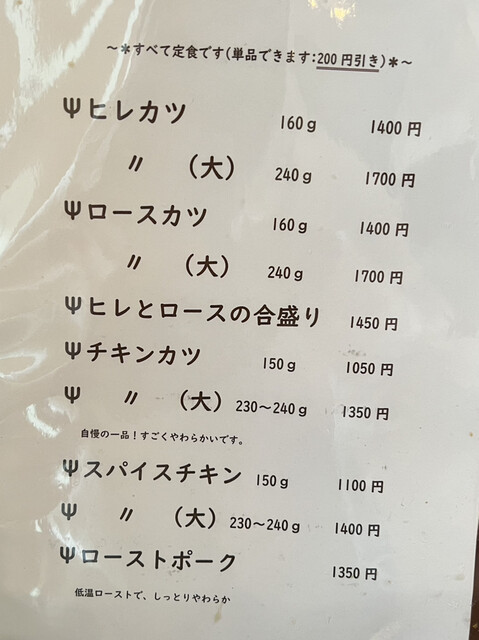 ～＊すべて定食です(単品できます:200円引き)＊～
Ψヒレカツ 160g 1400円
〃 （大） 240g 1700円
Ψロースカツ 160g 1400円
〃 （大） 240g 1700円
Ψヒレとロースの合盛り 1450円
Ψチキンカツ 150g 1050円
Ψ 〃 （大） 230～240g 1350円
自慢の一品！すごくやわらかいです。
Ψスパイスチキン 150g 1100円
Ψ 〃 （大） 230～240g 1400円
Ψローストポーク 1350円
低温ローストで、しっとりやわらか